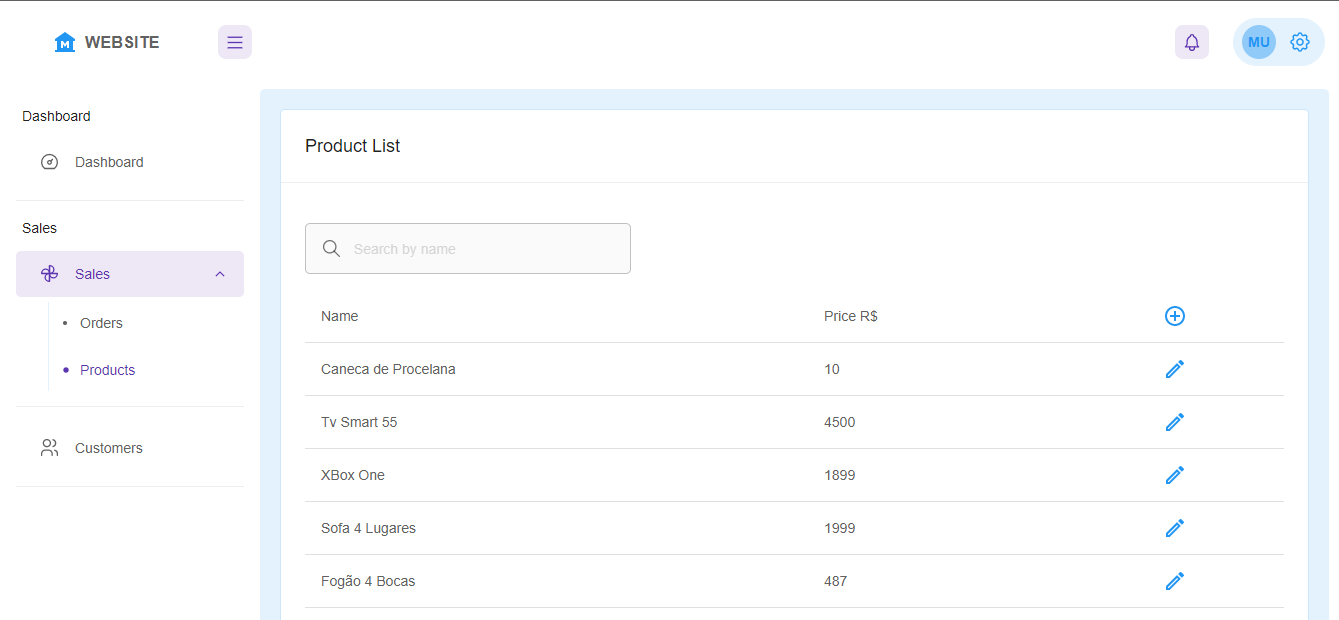 WEBSITE
MU
Dashboard
Dashboard
Sales
Sales
Orders
Products
Customers
Product List
Search by name
Name Price R$
Caneca de Procelana 10
Tv Smart 55 4500
XBox One 1899
Sofa 4 Lugares 1999
Fogão 4 Bocas 487